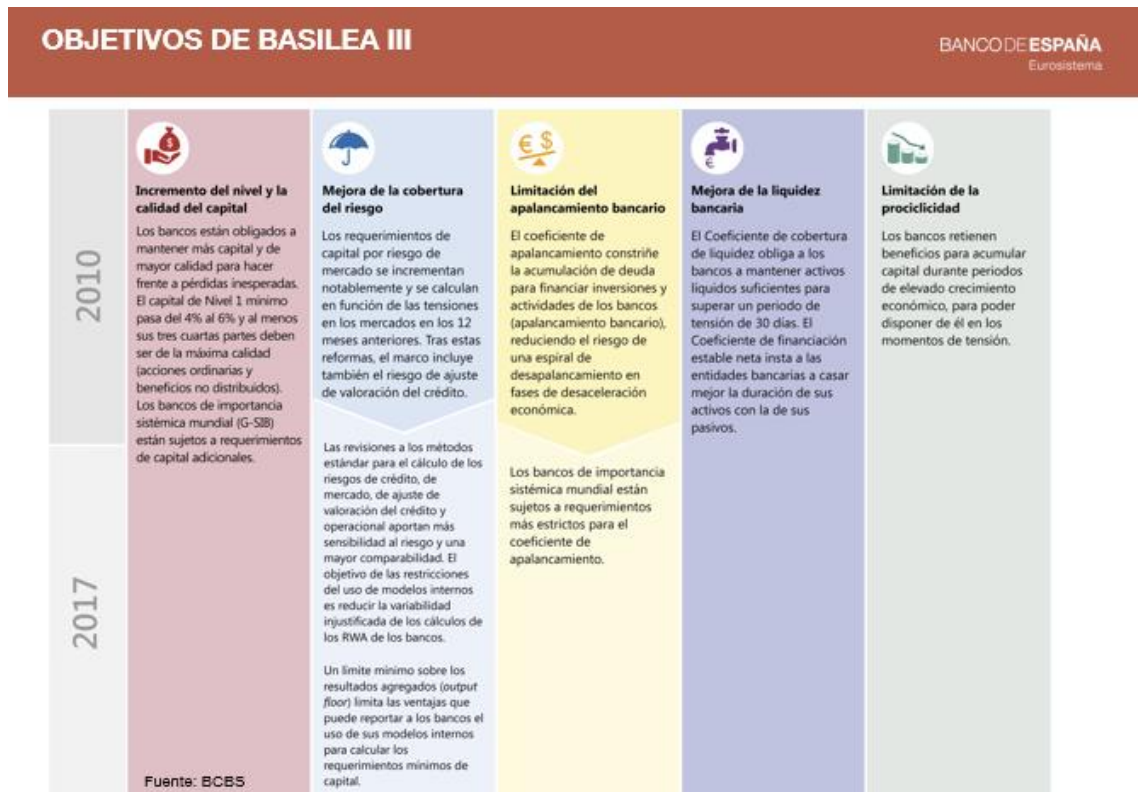 OBJETIVOS DE BASILEA III
BANCODEESPAÑA
Eurosistema
2010
2017
Incremento del nivel y la
calidad del capital
Los bancos están obligados a
mantener más capital y de
mayor calidad para hacer
frente a pérdidas inesperadas.
El capital de Nivel 1 mínimo
pasa del 4% al 6% y al menos
sus tres cuartas partes deben
ser de la máxima calidad
(acciones ordinarias y
beneficios no distribuidos).
Los bancos de importancia
sistémica mundial (G-SIB)
están sujetos a requerimientos
de capital adicionales.
Fuente: BCBS
Mejora de la cobertura
del riesgo
Los requerimientos de
capital por riesgo de
mercado se incrementan
notablemente y se calculan
en función de las tensiones
en los mercados en los 12
meses anteriores. Tras estas
reformas, el marco incluye
también el riesgo de ajuste
de valoración del crédito.
Las revisiones a los métodos
estándar para el cálculo de los
riesgos de crédito, de
mercado, de ajuste de
valoración del crédito y
operacional aportan más
sensibilidad al riesgo y una
mayor comparabilidad. El
objetivo de las restricciones
del uso de modelos internos
es reducir la variabilidad
injustificada de los cálculos de
los RWA de los bancos.
Un límite mínimo sobre los
resultados agregados (output
floor) limita las ventajas que
puede reportar a los bancos el
uso de sus modelos internos
para calcular los
requerimientos mínimos de
capital.
€ $
Limitación del
apalancamiento bancario
El coeficiente de
apalancamiento constriñe
la acumulación de deuda
para financiar inversiones y
actividades de los bancos
(apalancamiento bancario),
reduciendo el riesgo de
una espiral de
desapalancamiento en
fases de desaceleración
económica.
Los bancos de importancia
sistémica mundial están
sujetos a requerimientos
más estrictos para el
coeficiente de
apalancamiento.
€
Mejora de la liquidez
bancaria
El Coeficiente de cobertura
de liquidez obliga a los
bancos a mantener activos
líquidos suficientes para
superar un periodo de
tensión de 30 días. El
Coeficiente de financiación
estable neta insta a las
entidades bancarias a casar
mejor la duración de sus
activos con la de sus
pasivos.
Limitación de la
prociclicidad
Los bancos retienen
beneficios para acumular
capital durante periodos
de elevado crecimiento
económico, para poder
disponer de él en los
momentos de tensión.